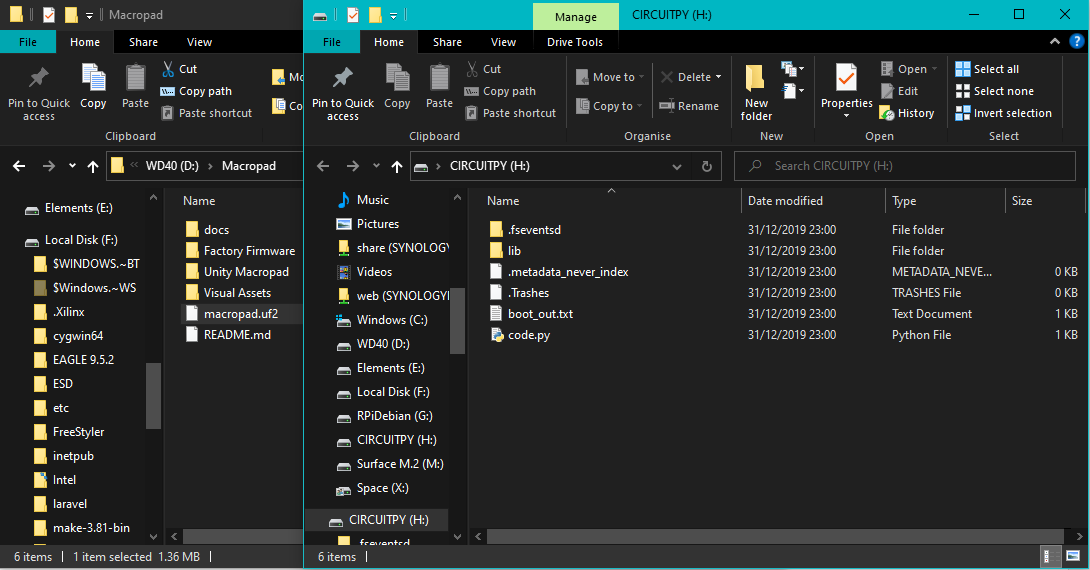 Macropad
File Home Share View
Pin to Quick access
Copy
Paste
Cut
Copy path
Paste shortcut
Mo
Co
Clipboard
WD40 (D:) Macropad
Elements (E:)
Local Disk (F:)
$WINDOWS.~BT
$Windows.~WS
.Xilinx
cygwin64
EAGLE 9.5.2
ESD
etc
FreeStyler
inetpub
Intel
laravel
make-3.81-bin
Name
docs
Factory Firmware
Unity Macropad
Visual Assets
macropad.uf2
README.md
6 items 1 item selected 1.36 MB
Manage CIRCUITPY (H:)
File Home Share View Drive Tools
Pin to Quick access
Copy
Paste
Cut
Copy path
Paste shortcut
Clipboard
Move to
Copy to
Delete
Rename
Organise
New folder
New
Properties
Open
Edit
History
Open
Select all
Select none
Invert selection
Select
CIRCUITPY (H:)
Search CIRCUITPY (H:)
Music
Pictures
share (SYNOLOGY
Videos
web (SYNOLOGY
Windows (C:)
WD40 (D:)
Elements (E:)
Local Disk (F:)
RPiDebian (G:)
CIRCUITPY (H:)
Surface M.2 (M:)
Space (X:)
CIRCUITPY (H:)
.fseventsd
Name Date modified Type Size
.fseventsd 31/12/2019 23:00 File folder
lib 31/12/2019 23:00 File folder
.metadata_never_index 31/12/2019 23:00 METADATA_NEVE... 0 KB
.Trashes 31/12/2019 23:00 TRASHES File 0 KB
boot_out.txt 31/12/2019 23:00 Text Document 1 KB
code.py 31/12/2019 23:00 Python File 1 KB
6 items